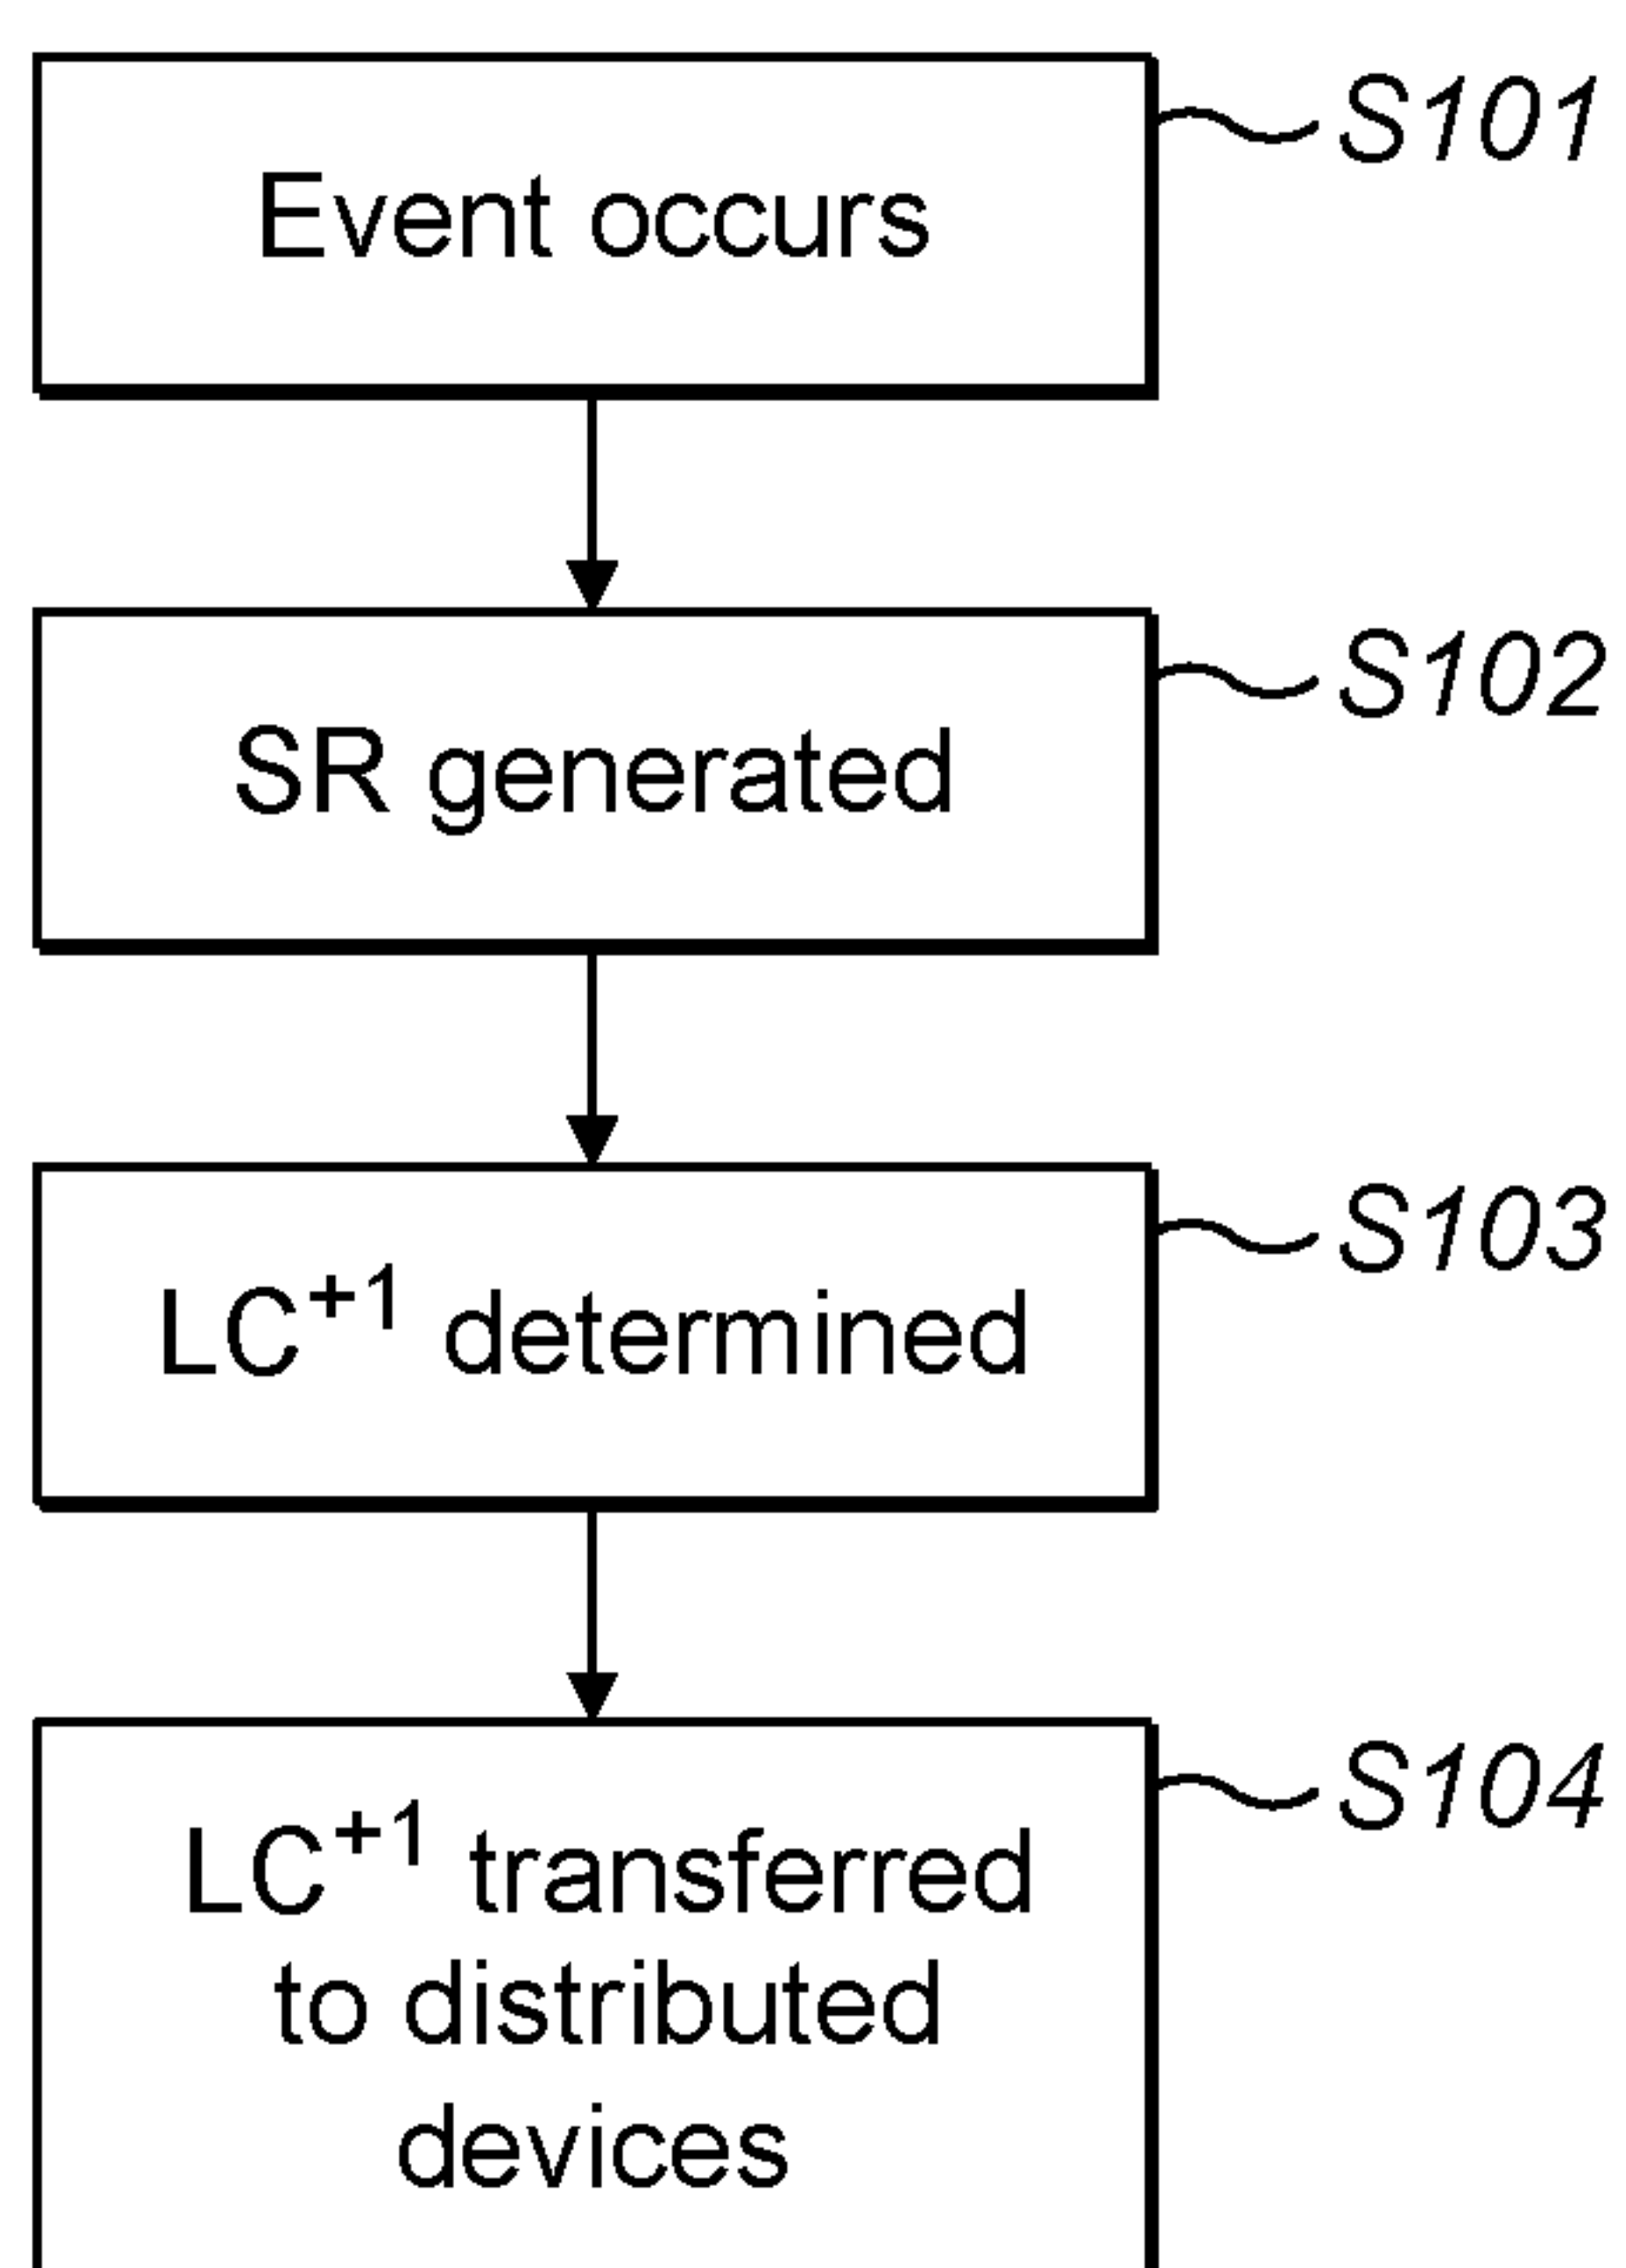 Event occurs
S101
SR generated
S102
LC⁺¹ determined
S103
LC⁺¹ transferred
to distributed
devices
S104